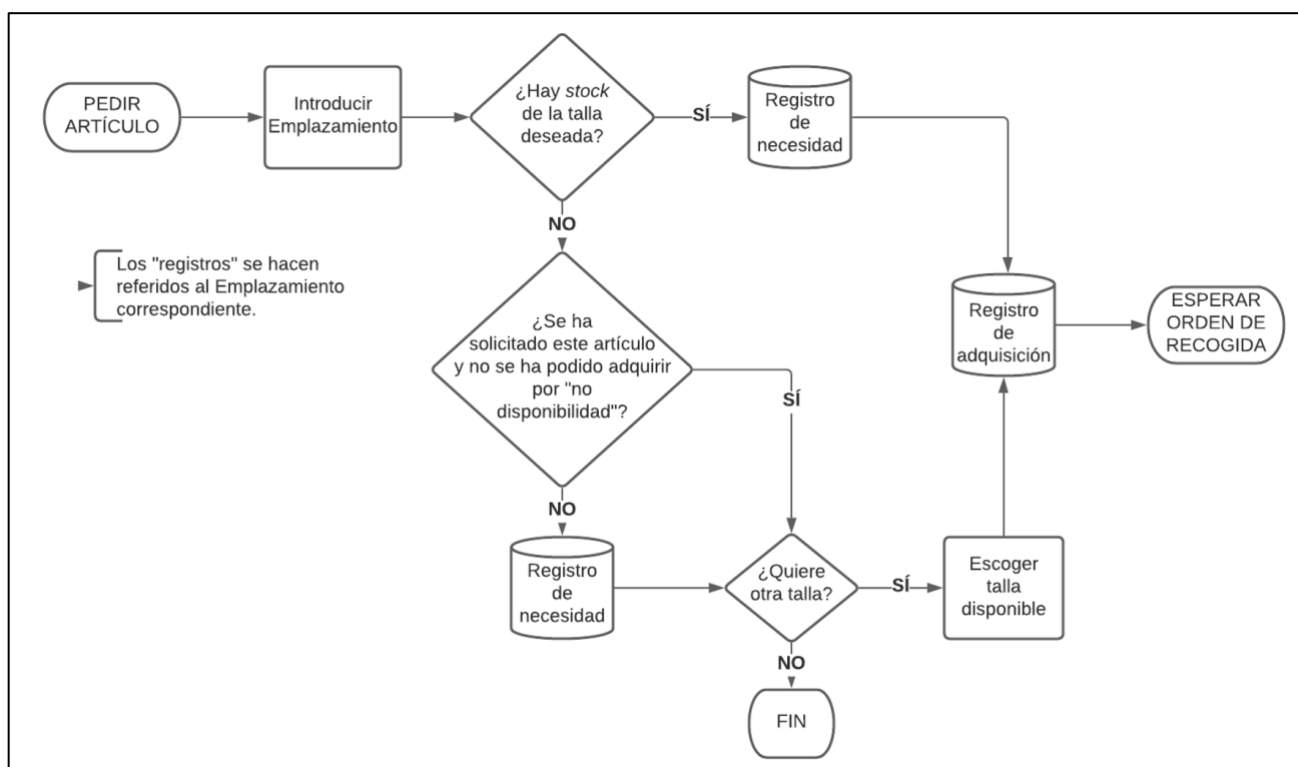 PEDIR
ARTÍCULO
Introducir
Emplazamiento
¿Hay stock
de la talla
deseada?
SÍ
Registro
de
necesidad
NO
Los "registros" se hacen
referidos al Emplazamiento
correspondiente.
¿Se ha
solicitado este artículo
y no se ha podido adquirir
por "no
disponibilidad"?
SÍ
Registro
de
adquisición
ESPERAR
ORDEN DE
RECOGIDA
NO
Registro
de
necesidad
¿Quiere
otra talla?
SÍ
Escoger
talla
disponible
NO
FIN